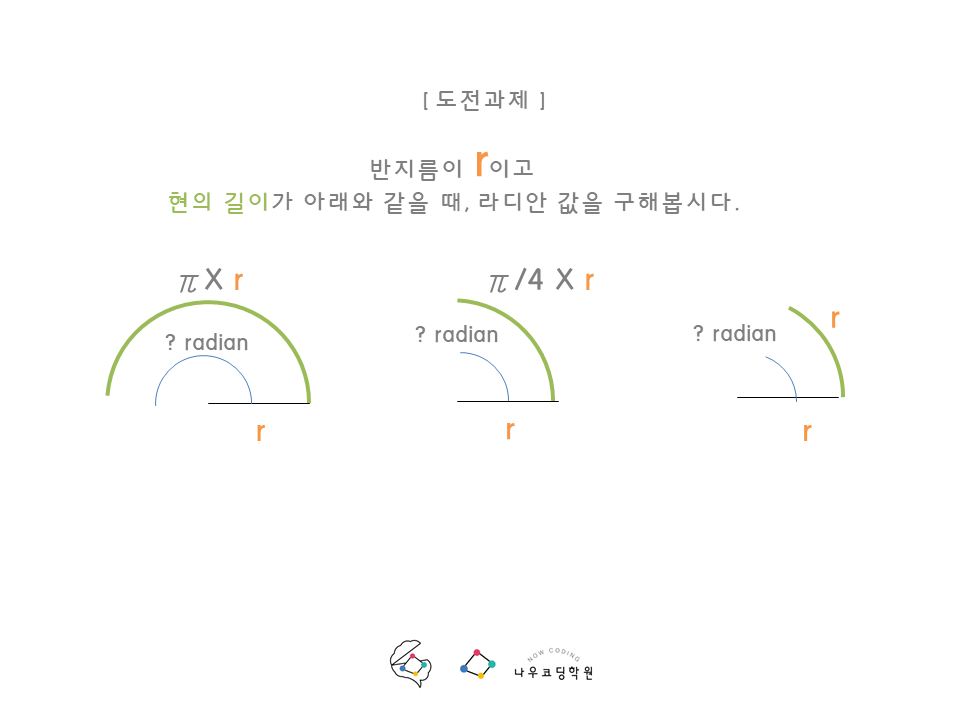 [ 도전과제 ]
반지름이 r이고
현의 길이가 아래와 같을 때, 라디안 값을 구해봅시다.
π X r
? radian
r
π /4 X r
? radian
r
? radian
r
r
NOW CODING
나우코딩학원